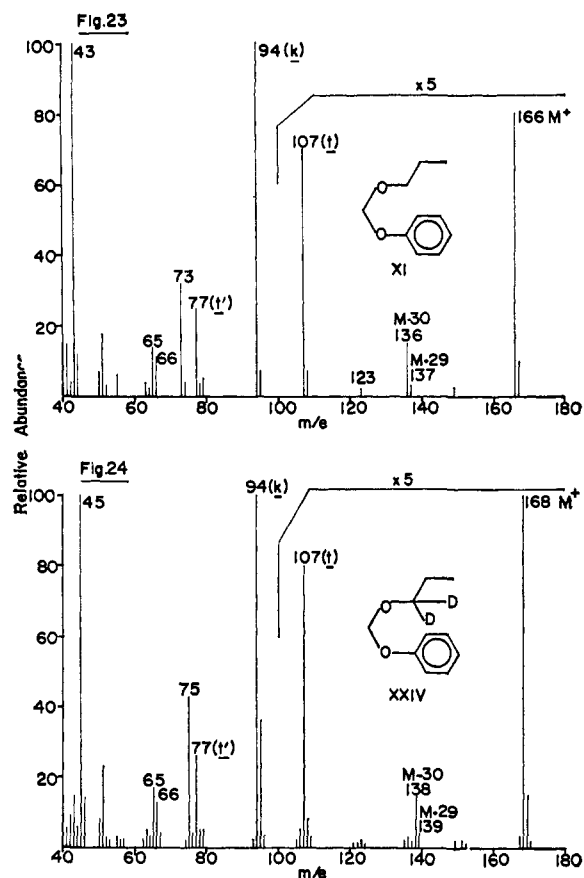 Fig.23
100
80
60
40
20
43
94(k)
x5
107(t)
166 M+
O
O
XI
73
77(t')
65
66
M-30
136
M-29
137
123
40
60
80
100
120
140
160
180
m/e
Relative Abundance
Fig.24
100
80
60
40
20
0
45
94(k)
x5
107(t)
168 M+
O
D
D
O
XXIV
75
77(t')
65
66
M-30
138
M-29
139
40
60
80
100
120
140
160
180
m/e